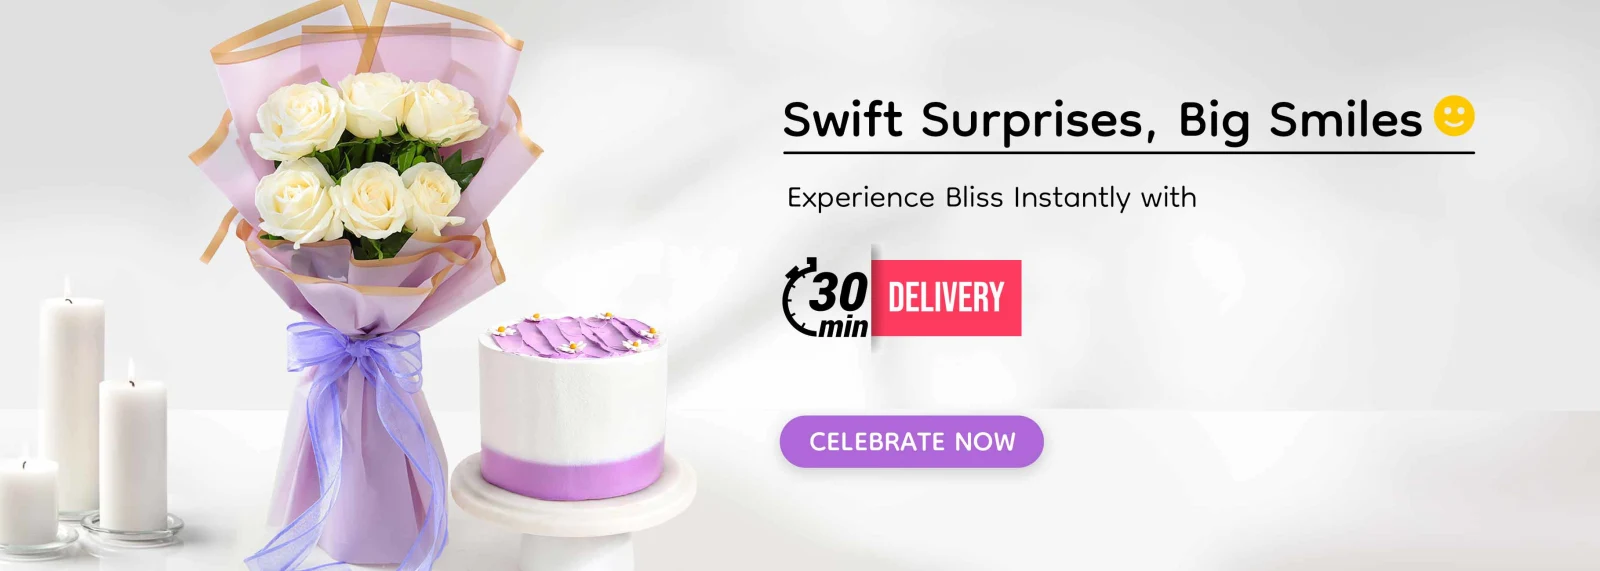 Swift Surprises, Big Smiles
Experience Bliss Instantly with
30 min DELIVERY
CELEBRATE NOW